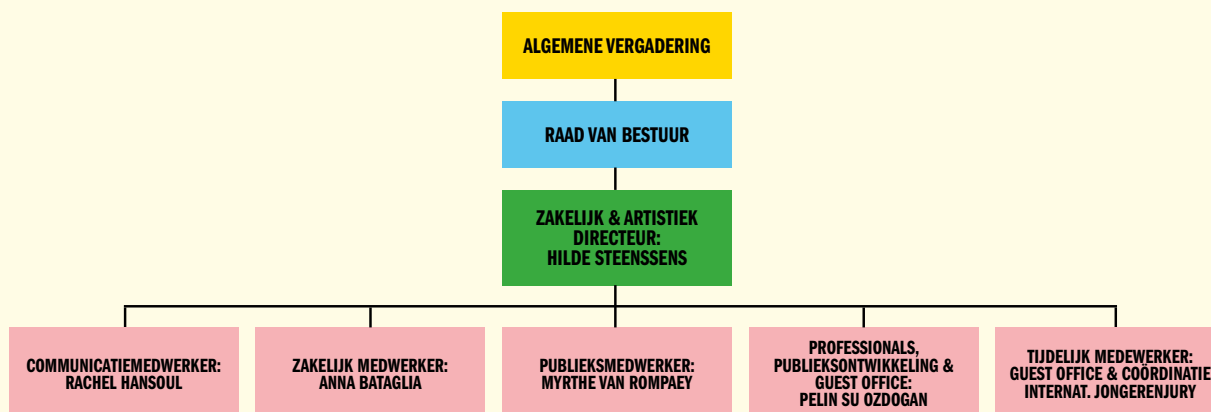 ALGEMENE VERGADERING
RAAD VAN BESTUUR
ZAKELIJK & ARTISTIEK
DIRECTEUR:
HILDE STEENSSENS
COMMUNICATIEMEDWERKER:
RACHEL HANSOUL
ZAKELIJK MEDWERKER:
ANNA BATAGLIA
PUBLIEKSMEDWERKER:
MYRTHE VAN ROMPAEY
PROFESSIONALS,
PUBLIEKSONTWIKKELING &
GUEST OFFICE:
PELIN SU OZDOGAN
TIJDELIJK MEDEWERKER:
GUEST OFFICE & COÖRDINATIE
INTERNAT. JONGERENJURY